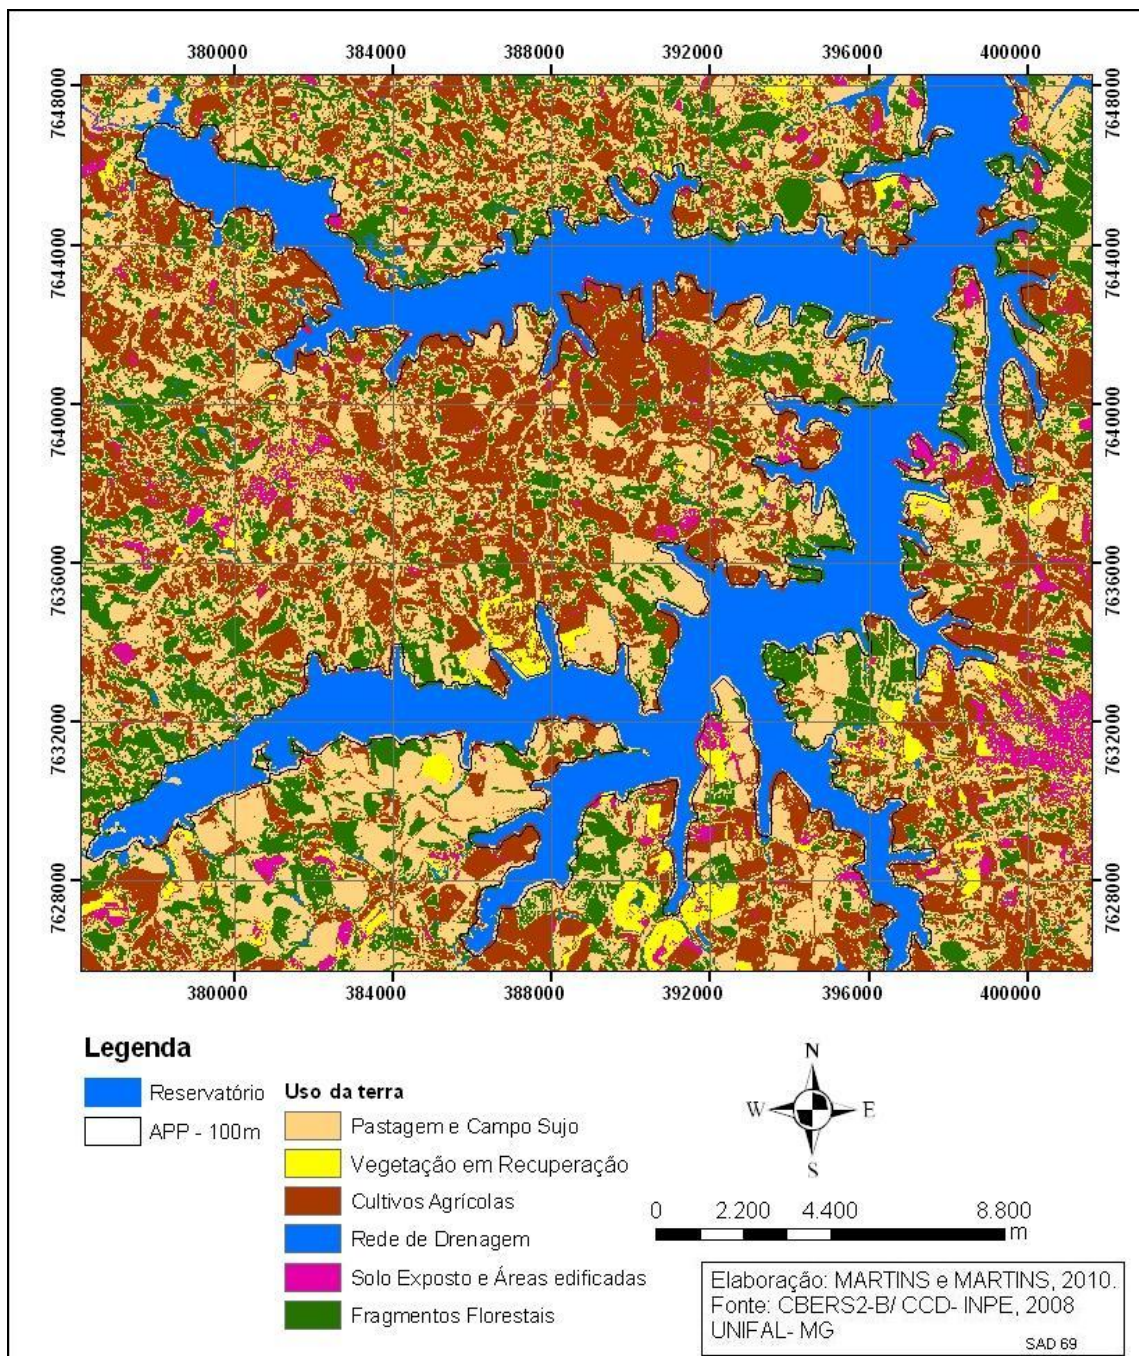 380000 384000 388000 392000 396000 400000
7648000 7648000
7644000 7644000
7640000 7640000
7636000 7636000
7632000 7632000
7628000 7628000
380000 384000 388000 392000 396000 400000
Legenda
Reservatório
APP - 100m
Uso da terra
Pastagem e Campo Sujo
Vegetação em Recuperação
Cultivos Agrícolas
Rede de Drenagem
Solo Exposto e Áreas edificadas
Fragmentos Florestais
N
W E
S
0 2.200 4.400 8.800
m
Elaboração: MARTINS e MARTINS, 2010.
Fonte: CBERS2-B/ CCD- INPE, 2008
UNIFAL- MG
SAD 69